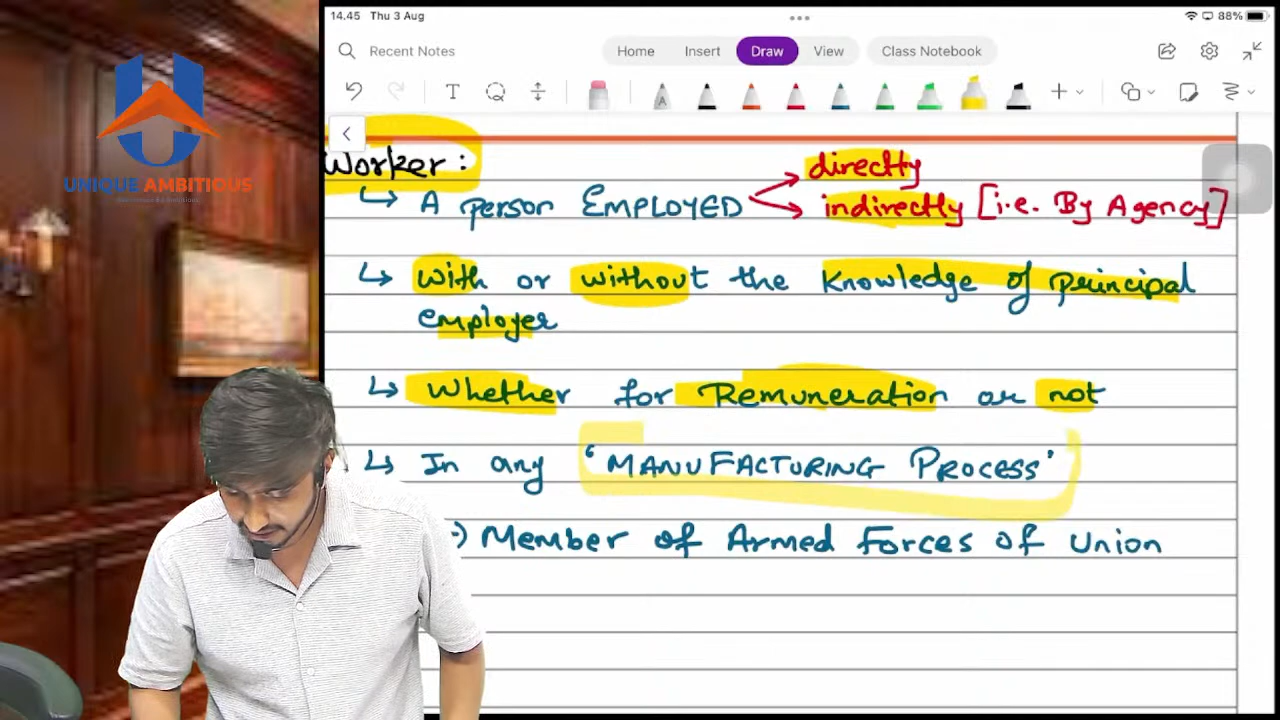 14.45 Thu 3 Aug
88%
Recent Notes
Home Insert Draw View Class Notebook
UNIQUE AMBITIOUS
Worker :
↳ A person EMPLOYED directly
indirectly [i.e. By Agency]
↳ With or without the Knowledge of principal
employer
↳ Whether for Remuneration or not
↳ In any 'MANUFACTURING PROCESS'
-) Member of Armed Forces of Union